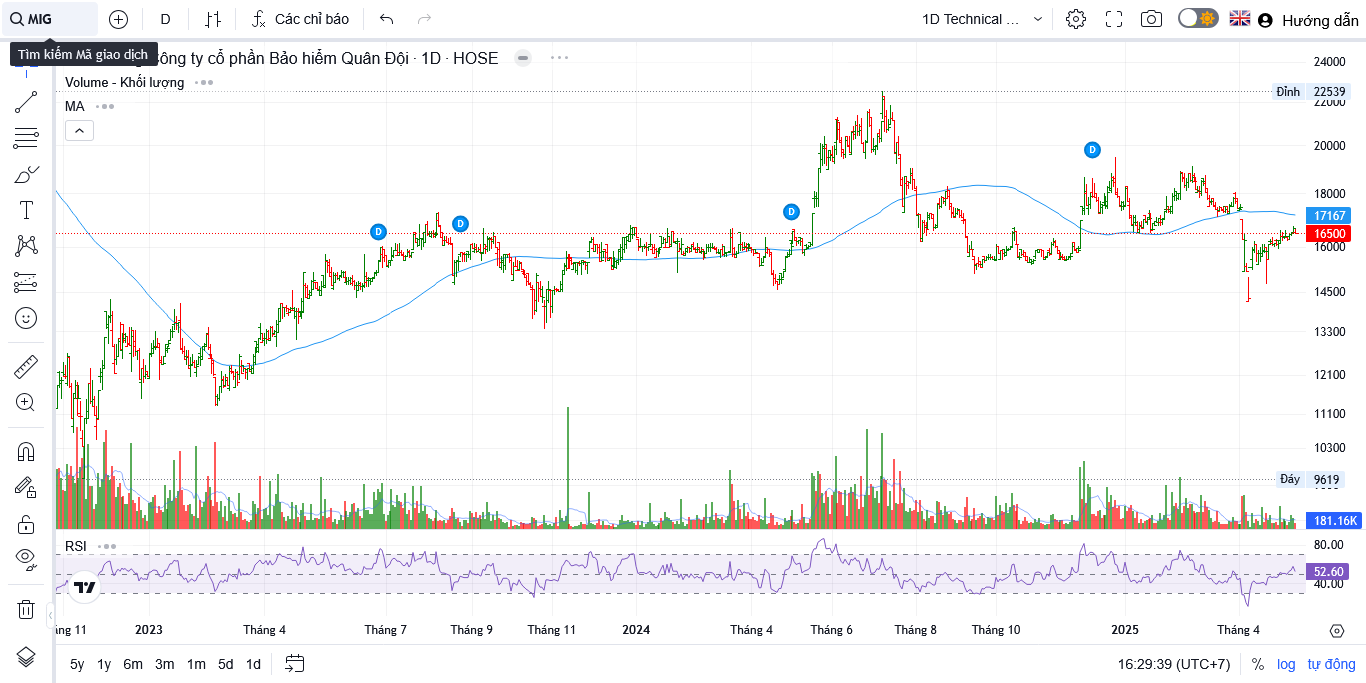 MIG
D
Các chỉ báo
1D Technical ...
Hướng dẫn
Tìm kiếm Mã giao dịch
ông ty cổ phần Bảo hiểm Quân Đội · 1D · HOSE
Volume - Khối lượng
MA
24000
Đỉnh 22539
22000
20000
18000
17167
16500
16000
14500
13300
12100
11100
10300
Đáy 9619
181.16K
D
D
D
D
RSI
80.00
52.60
40.00
ng 11
2023
Tháng 4
Tháng 7
Tháng 9
Tháng 11
2024
Tháng 4
Tháng 6
Tháng 8
Tháng 10
2025
Tháng 4
5y 1y 6m 3m 1m 5d 1d
16:29:39 (UTC+7)
% log tự động